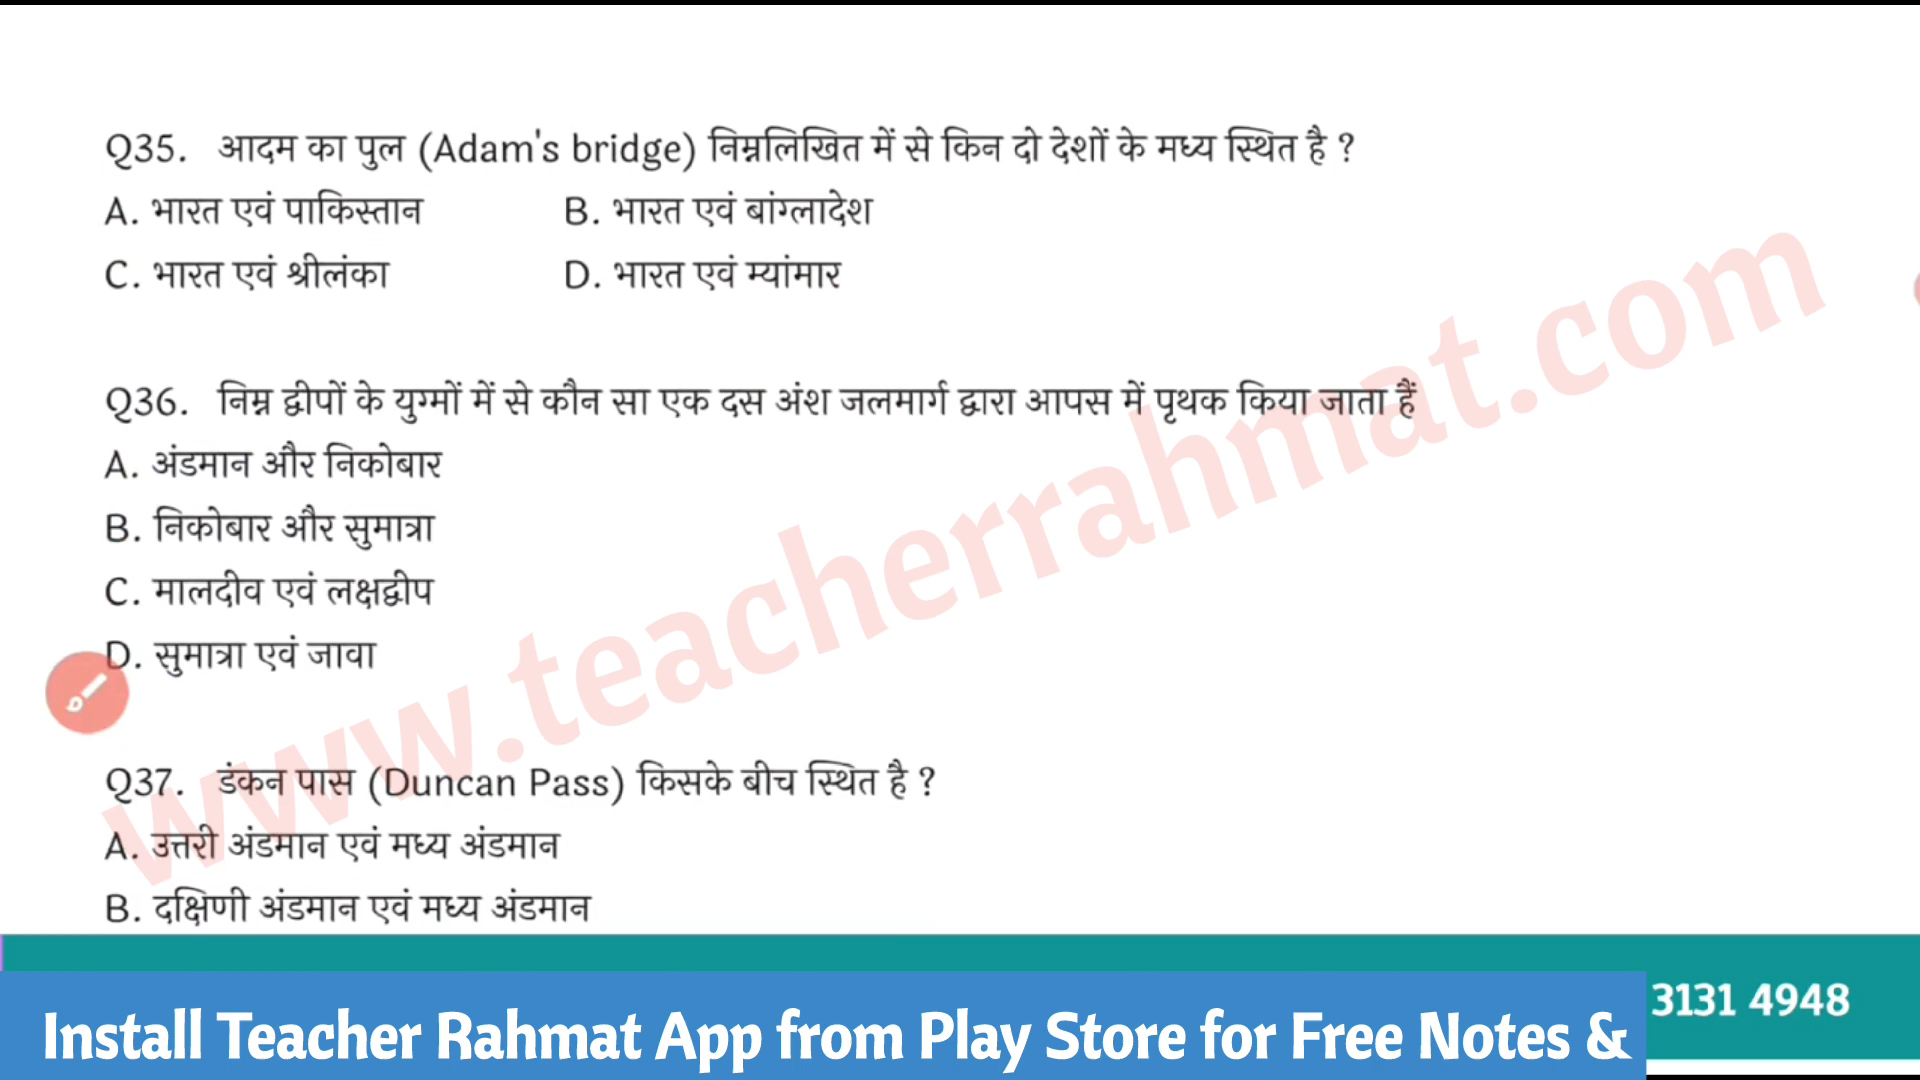 Q35. आदम का पुल (Adam's bridge) निम्नलिखित में से किन दो देशों के मध्य स्थित है ?
A. भारत एवं पाकिस्तान B. भारत एवं बांग्लादेश
C. भारत एवं श्रीलंका D. भारत एवं म्यांमार
Q36. निम्न द्वीपों के युग्मों में से कौन सा एक दस अंश जलमार्ग द्वारा आपस में पृथक किया जाता हैं
A. अंडमान और निकोबार
B. निकोबार और सुमात्रा
C. मालदीव एवं लक्षद्वीप
D. सुमात्रा एवं जावा
www.teacherrahmat.com
Q37. डंकन पास (Duncan Pass) किसके बीच स्थित है ?
A. उत्तरी अंडमान एवं मध्य अंडमान
B. दक्षिणी अंडमान एवं मध्य अंडमान
3131 4948
Install Teacher Rahmat App from Play Store for Free Notes &